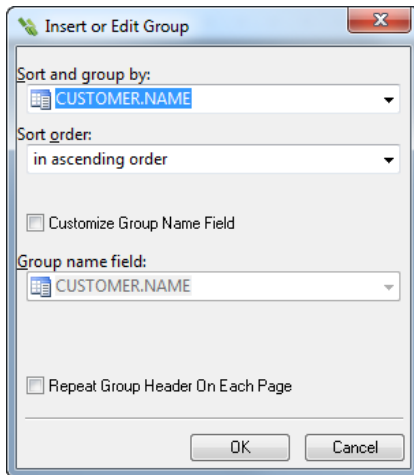 Insert or Edit Group
Sort and group by:
CUSTOMER.NAME
Sort order:
in ascending order
Customize Group Name Field
Group name field:
CUSTOMER.NAME
Repeat Group Header On Each Page
OK Cancel